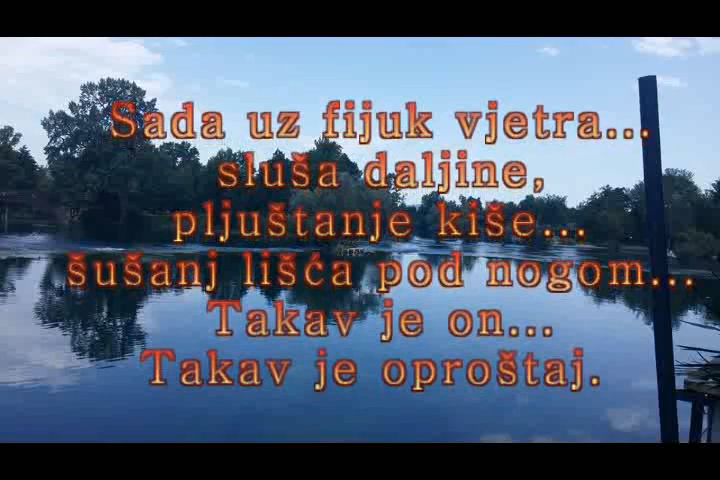 Sada uz fijuk vjetra...
sluša daljine,
pljuštanje kiše...
šušanj lišća pod nogom...
Takav je on...
Takav je oproštaj.